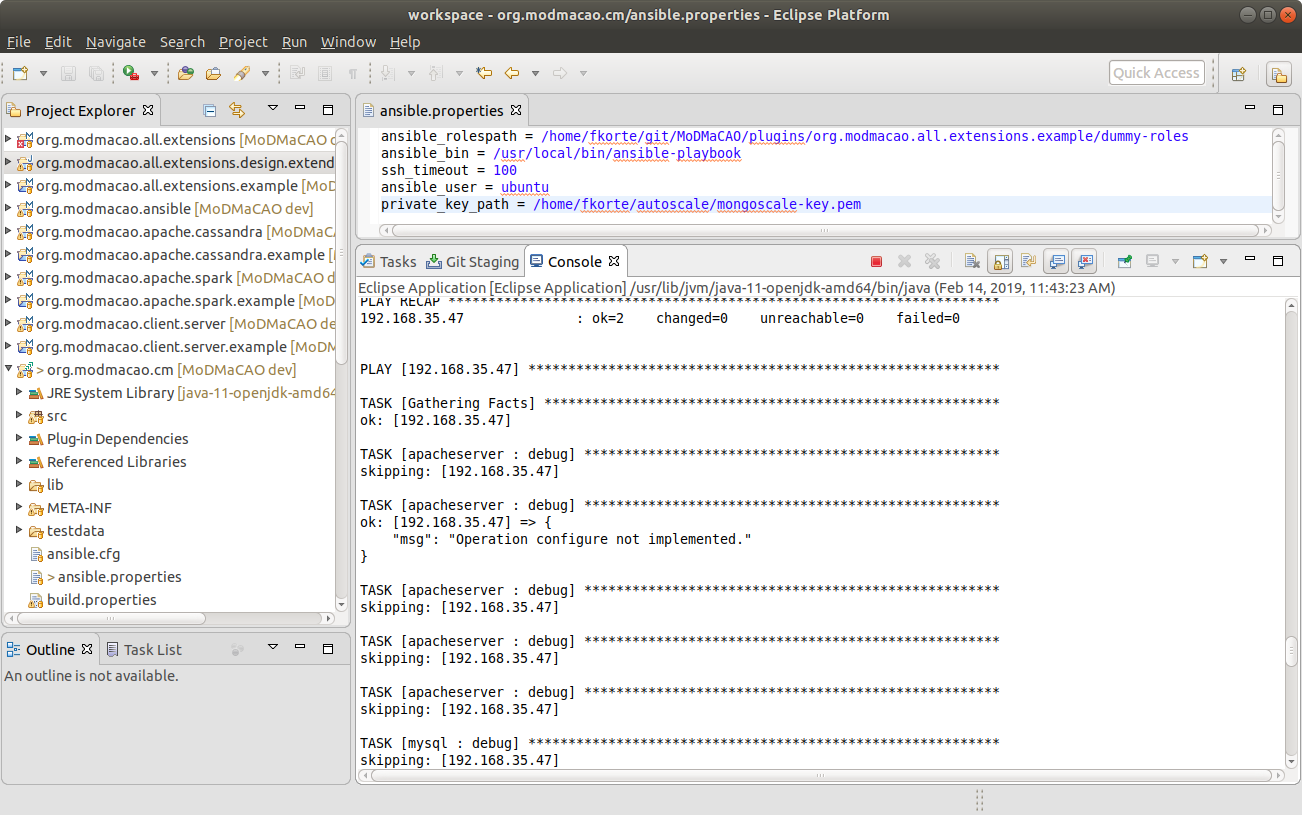 workspace - org.modmacao.cm/ansible.properties - Eclipse Platform
File Edit Navigate Search Project Run Window Help
Quick Access
Project Explorer
org.modmacao.all.extensions [MoDMaCAO d
org.modmacao.all.extensions.design.extend
org.modmacao.all.extensions.example [MoD
org.modmacao.ansible [MoDMaCAO dev]
org.modmacao.apache.cassandra [MoDMaCA
org.modmacao.apache.cassandra.example [M
org.modmacao.apache.spark [MoDMaCAO d
org.modmacao.apache.spark.example [MoD
org.modmacao.client.server [MoDMaCAO de
org.modmacao.client.server.example [MoDM
> org.modmacao.cm [MoDMaCAO dev]
JRE System Library [java-11-openjdk-amd64
src
Plug-in Dependencies
Referenced Libraries
lib
META-INF
testdata
ansible.cfg
> ansible.properties
build.properties
Outline Task List
An outline is not available.
ansible.properties
ansible_rolespath = /home/fkorte/git/MoDMaCAO/plugins/org.modmacao.all.extensions.example/dummy-roles
ansible_bin = /usr/local/bin/ansible-playbook
ssh_timeout = 100
ansible_user = ubuntu
private_key_path = /home/fkorte/autoscale/mongoscale-key.pem
Tasks Git Staging Console
Eclipse Application [Eclipse Application] /usr/lib/jvm/java-11-openjdk-amd64/bin/java (Feb 14, 2019, 11:43:23 AM)
PLAY RECAP *********************************************************************
192.168.35.47 : ok=2 changed=0 unreachable=0 failed=0
PLAY [192.168.35.47] ***********************************************************
TASK [Gathering Facts] *********************************************************
ok: [192.168.35.47]
TASK [apacheserver : debug] ****************************************************
skipping: [192.168.35.47]
TASK [apacheserver : debug] ****************************************************
ok: [192.168.35.47] => {
"msg": "Operation configure not implemented."
}
TASK [apacheserver : debug] ****************************************************
skipping: [192.168.35.47]
TASK [apacheserver : debug] ****************************************************
skipping: [192.168.35.47]
TASK [apacheserver : debug] ****************************************************
skipping: [192.168.35.47]
TASK [mysql : debug] ***********************************************************
skipping: [192.168.35.47]